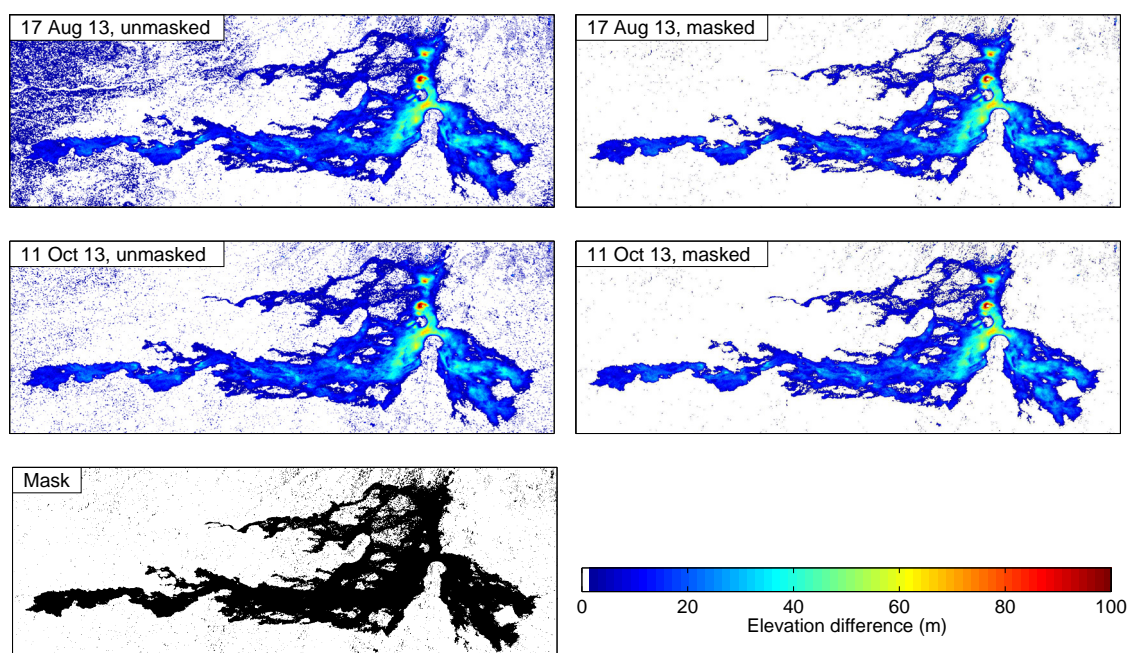 17 Aug 13, unmasked
17 Aug 13, masked
11 Oct 13, unmasked
11 Oct 13, masked
Mask
0 20 40 60 80 100
Elevation difference (m)